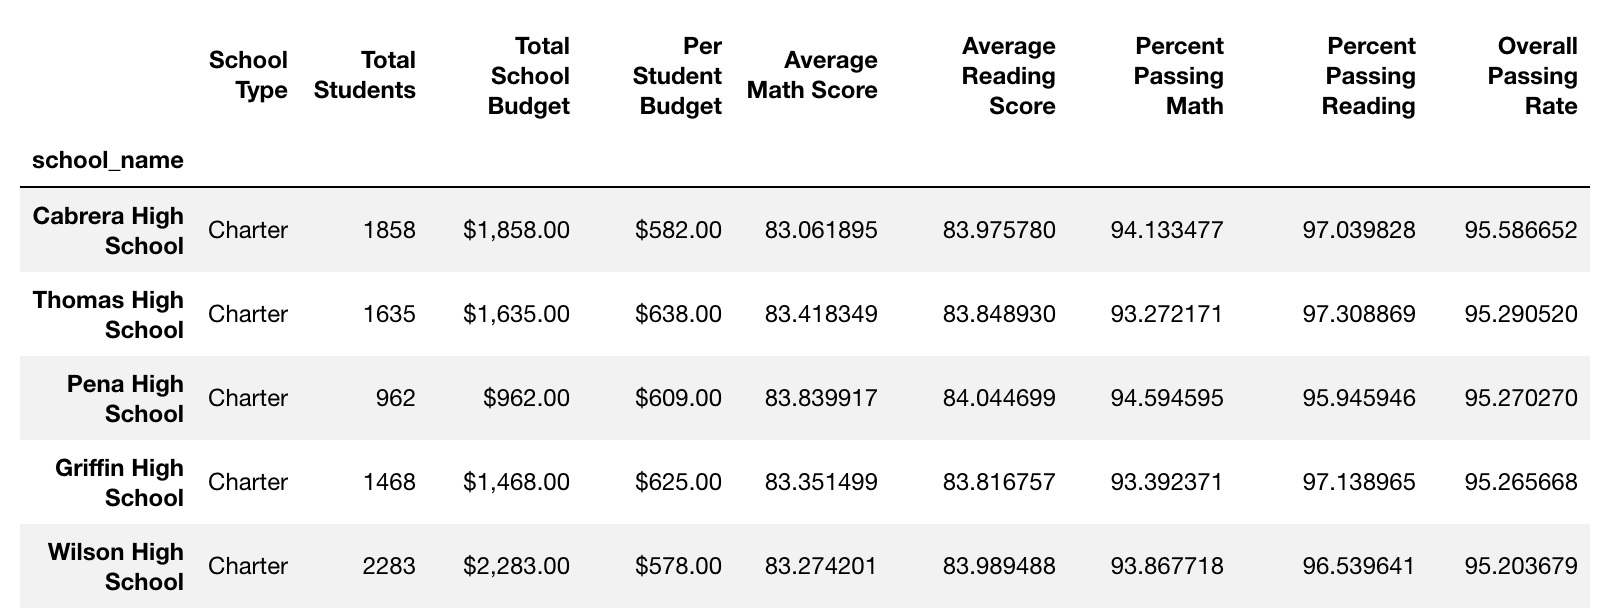 School Type Total Students Total School Budget Per Student Budget Average Math Score Average Reading Score Percent Passing Math Percent Passing Reading Overall Passing Rate
school_name
Cabrera High School Charter 1858 $1,858.00 $582.00 83.061895 83.975780 94.133477 97.039828 95.586652
Thomas High School Charter 1635 $1,635.00 $638.00 83.418349 83.848930 93.272171 97.308869 95.290520
Pena High School Charter 962 $962.00 $609.00 83.839917 84.044699 94.594595 95.945946 95.270270
Griffin High School Charter 1468 $1,468.00 $625.00 83.351499 83.816757 93.392371 97.138965 95.265668
Wilson High School Charter 2283 $2,283.00 $578.00 83.274201 83.989488 93.867718 96.539641 95.203679